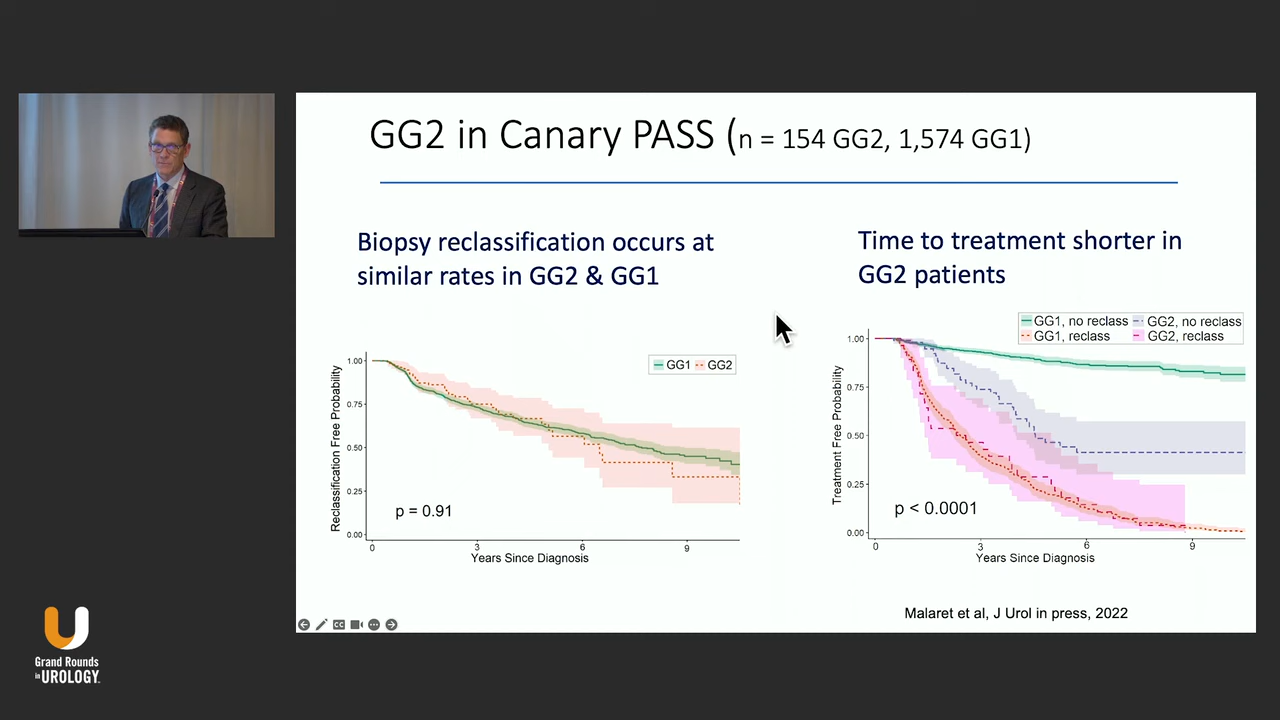 GG2 in Canary PASS (n = 154 GG2, 1,574 GG1)
Biopsy reclassification occurs at
similar rates in GG2 & GG1
Reclassification Free Probability
1.00
0.75
0.50
0.25
0.00
GG1 GG2
p = 0.91
0 3 6 9
Years Since Diagnosis
Time to treatment shorter in
GG2 patients
GG1, no reclass GG2, no reclass
GG1, reclass GG2, reclass
Treatment Free Probability
1.00
0.75
0.50
0.25
0.00
p < 0.0001
0 3 6 9
Years Since Diagnosis
Malaret et al, J Urol in press, 2022
CC
Grand Rounds
in UROLOGY